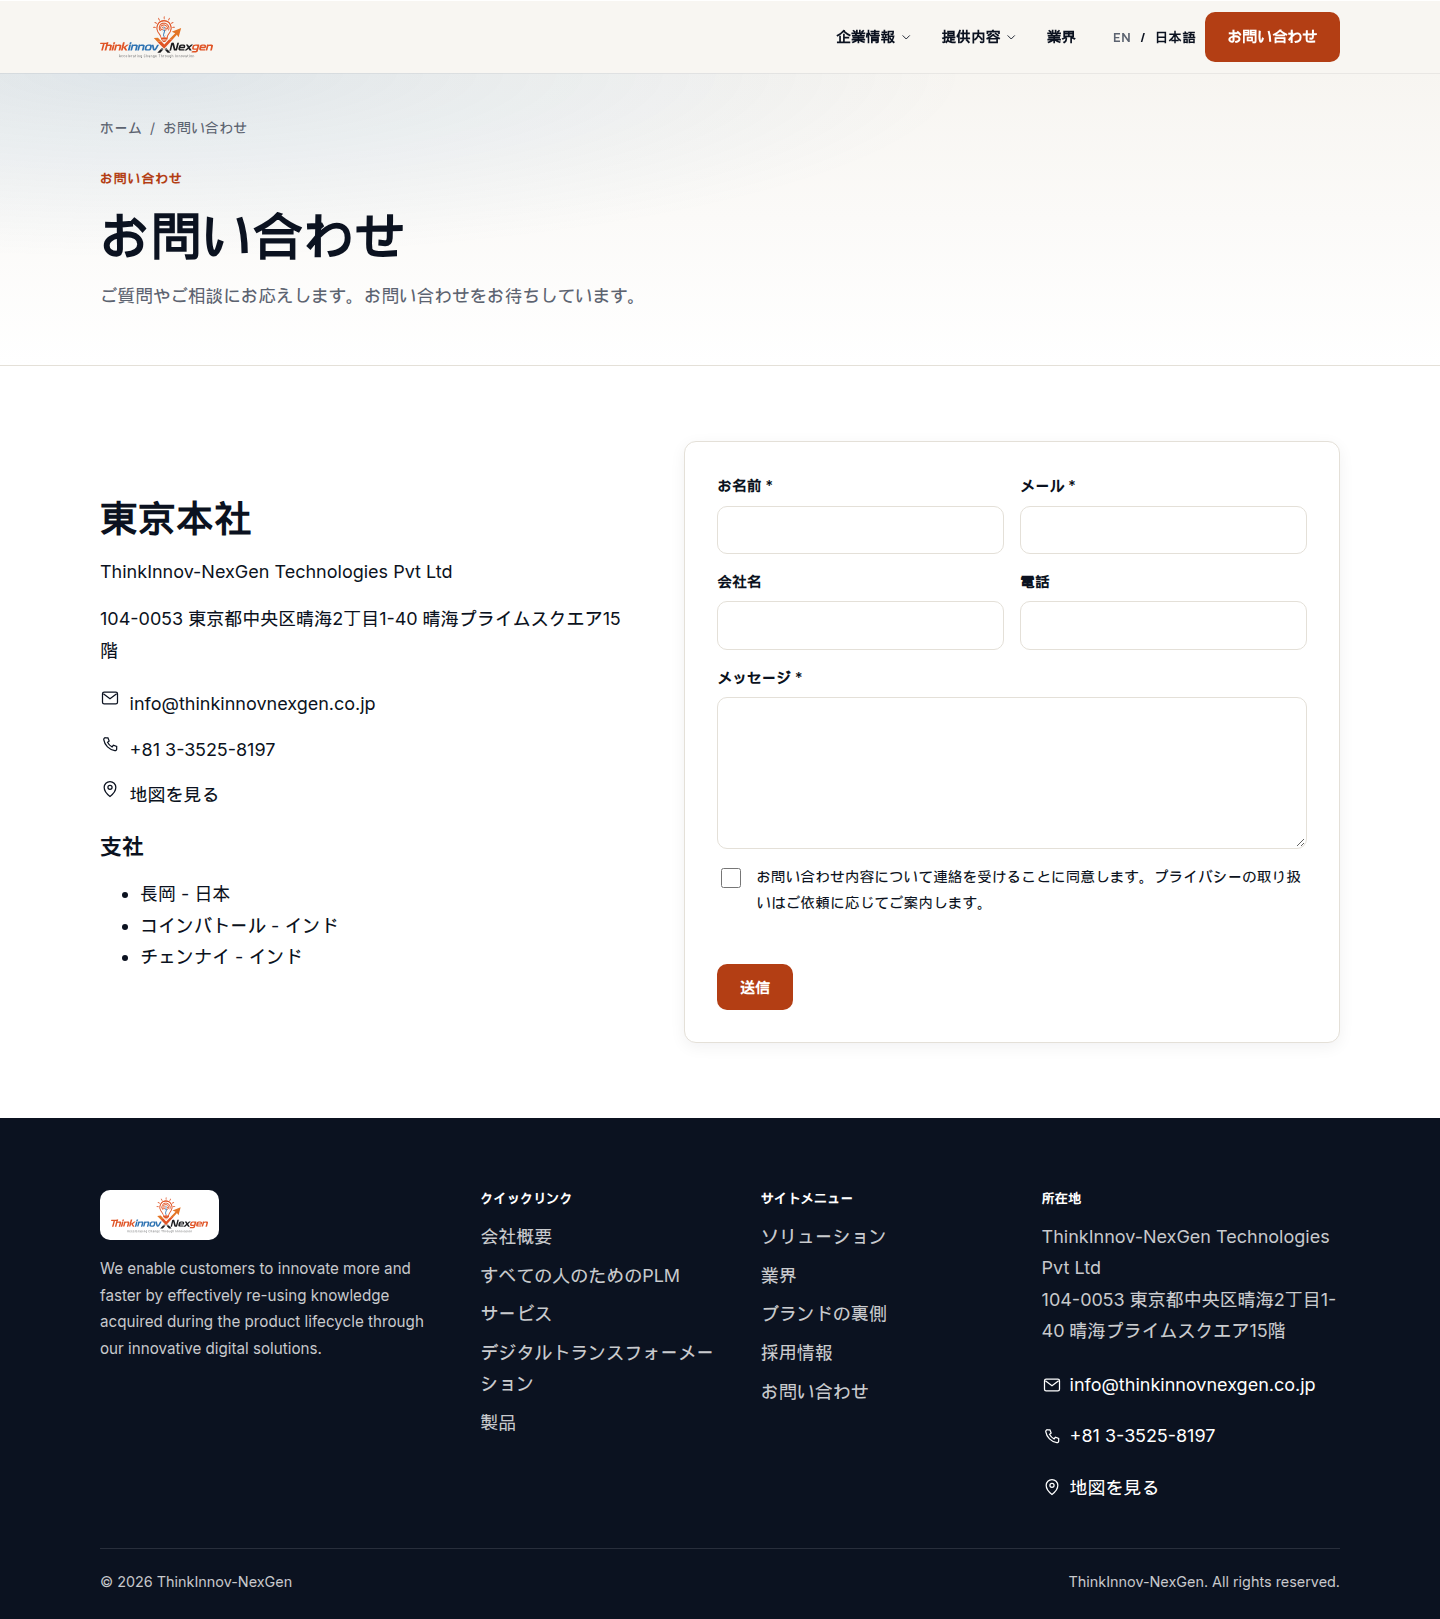 ThinkinnovNexgen
企業情報
提供内容
業界
EN / 日本語
お問い合わせ
ホーム / お問い合わせ
お問い合わせ
お問い合わせ
ご質問やご相談にお応えします。お問い合わせをお待ちしています。
東京本社
ThinkInnov-NexGen Technologies Pvt Ltd
104-0053 東京都中央区晴海2丁目1-40 晴海プライムスクエア15
階
info@thinkinnovnexgen.co.jp
+81 3-3525-8197
地図を見る
支社
長岡 - 日本
コインバトール - インド
チェンナイ - インド
お名前 *
メール *
会社名
電話
メッセージ *
お問い合わせ内容について連絡を受けることに同意します。プライバシーの取り扱
いはご依頼に応じてご案内します。
送信
ThinkinnovNexgen
We enable customers to innovate more and
faster by effectively re-using knowledge
acquired during the product lifecycle through
our innovative digital solutions.
クイックリンク
会社概要
すべての人のためのPLM
サービス
デジタルトランスフォーメー
ション
製品
サイトメニュー
ソリューション
業界
ブランドの裏側
採用情報
お問い合わせ
所在地
ThinkInnov-NexGen Technologies
Pvt Ltd
104-0053 東京都中央区晴海2丁目1-
40 晴海プライムスクエア15階
info@thinkinnovnexgen.co.jp
+81 3-3525-8197
地図を見る
© 2026 ThinkInnov-NexGen
ThinkInnov-NexGen. All rights reserved.